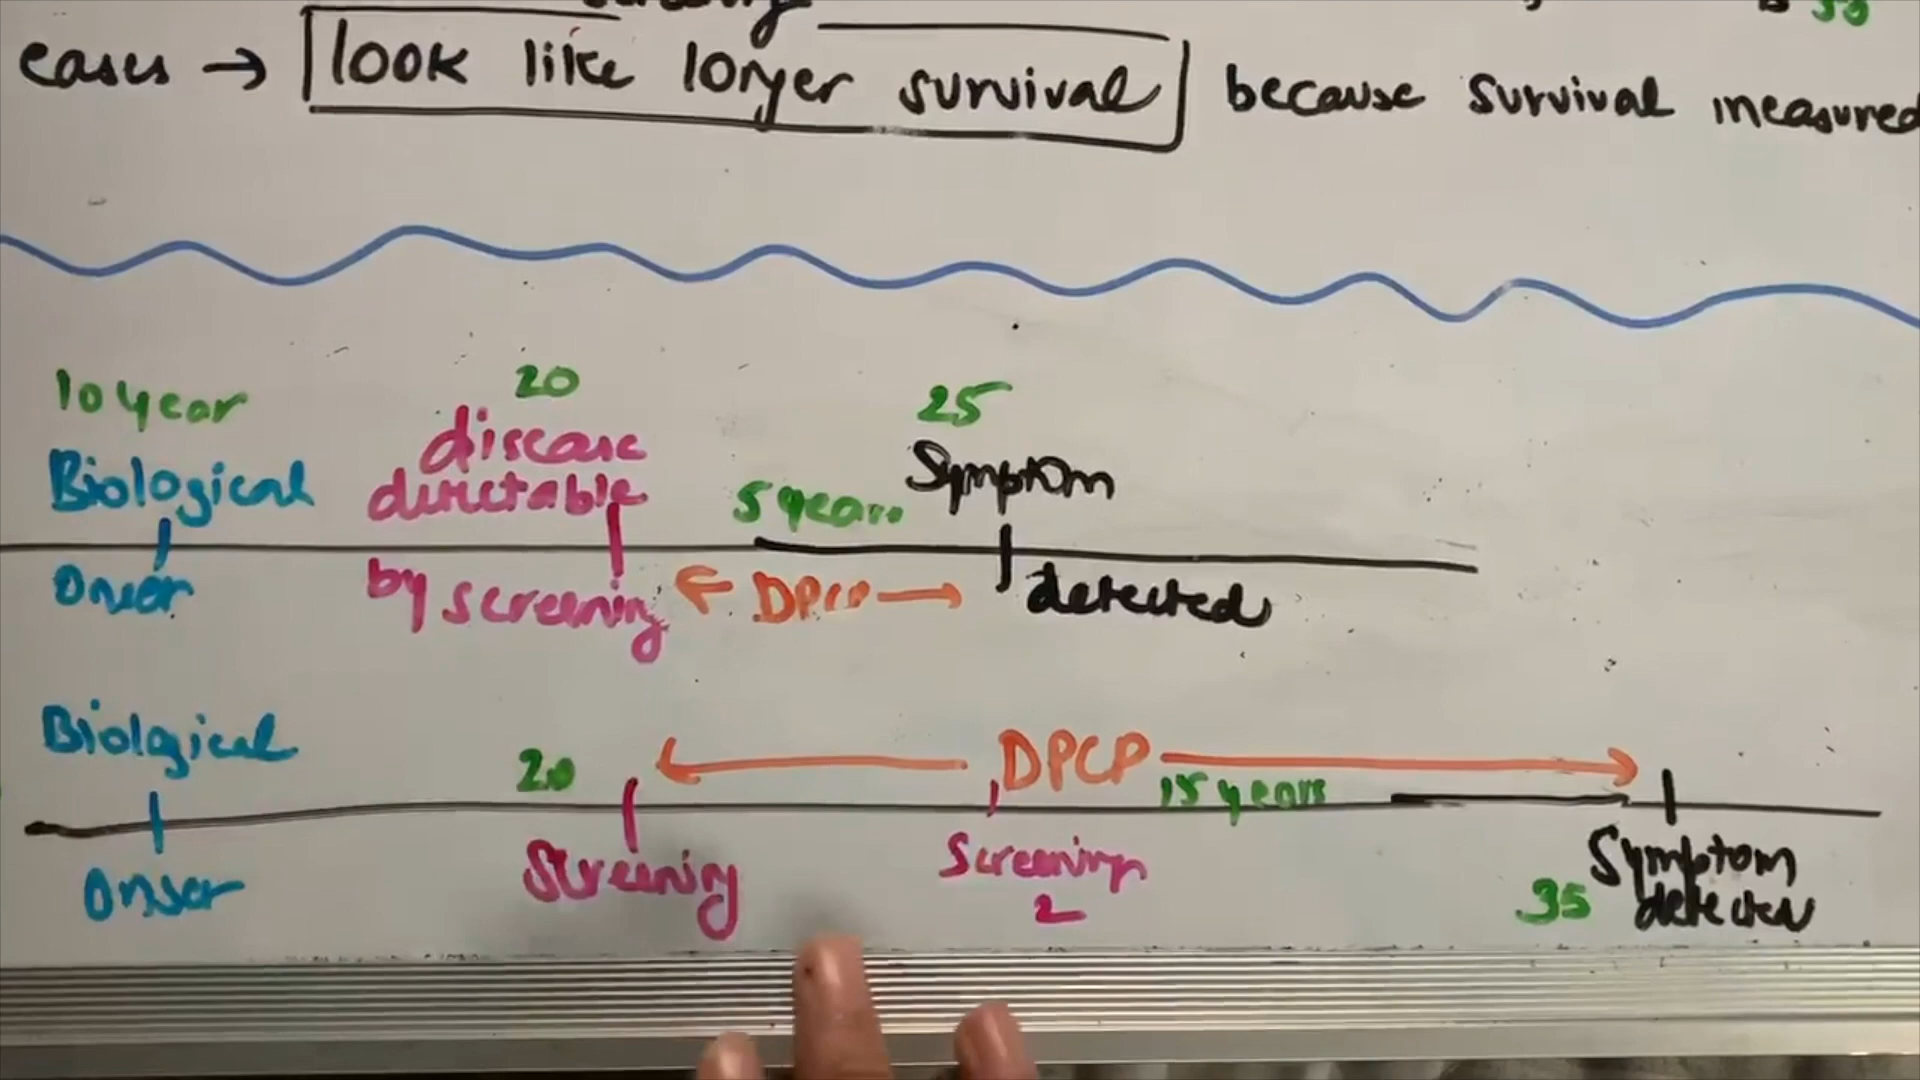 cases → look like longer survival because survival measured
10 year 20 25
Biological disease Symptom
detectable 5 years
Onset by screening ← DPCP → detected
Biological 20 ← DPCP →
15 years
Onset Screening Screening Symptom
2 35 detected